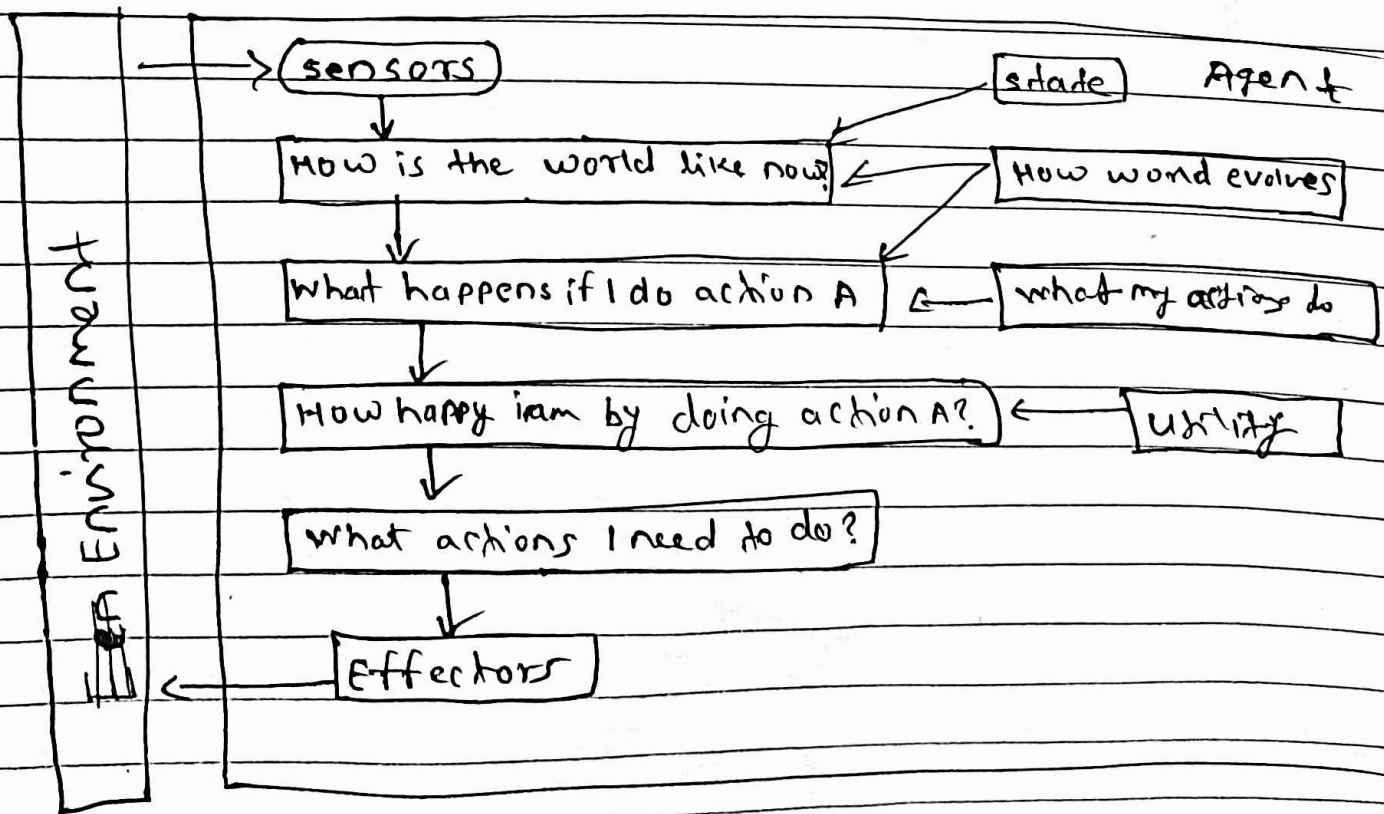 sensors
state
Agent
How is the world like now?
How world evolves
What happens if I do action A
what my actions do
How happy iam by doing action A?
Utility
What actions I need to do?
Effectors
Environment